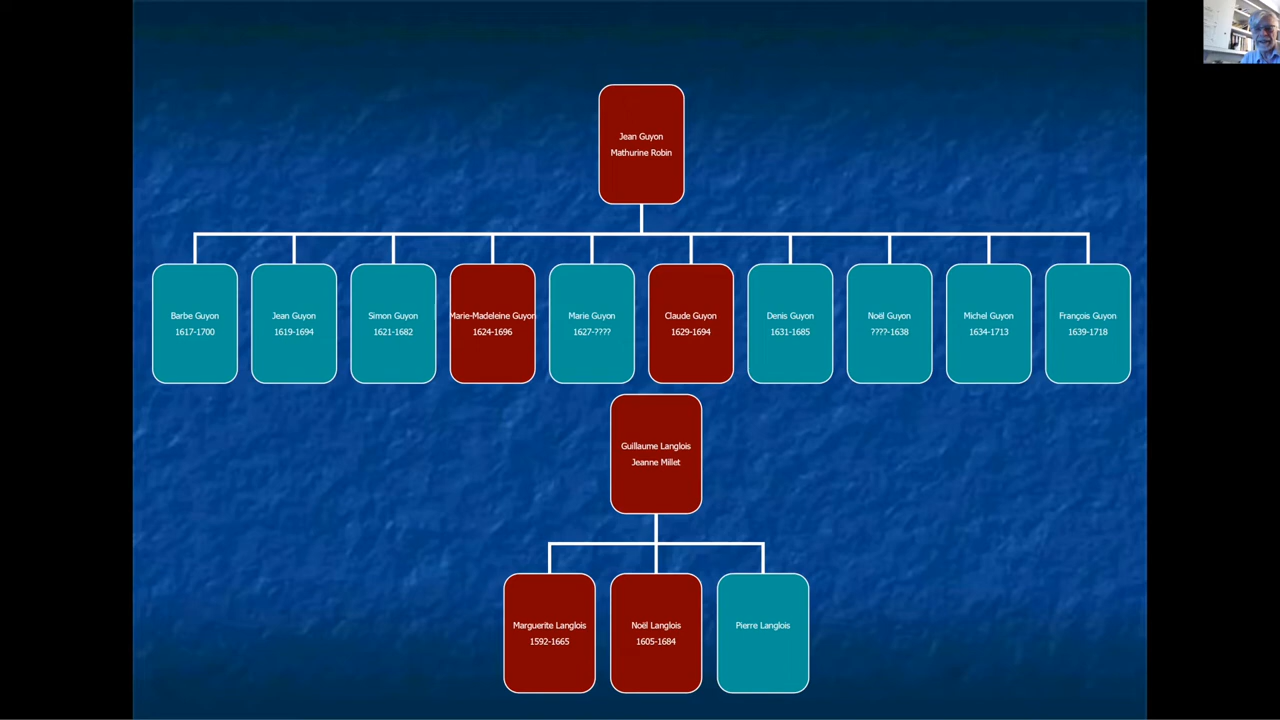 Jean Guyon
Mathurine Robin
Barbe Guyon
1617-1700
Jean Guyon
1619-1694
Simon Guyon
1621-1682
Marie-Madeleine Guyon
1624-1696
Marie Guyon
1627-????
Claude Guyon
1629-1694
Denis Guyon
1631-1685
Noël Guyon
????-1638
Michel Guyon
1634-1713
François Guyon
1639-1718
Guillaume Langlois
Jeanne Millet
Marguerite Langlois
1592-1665
Noël Langlois
1605-1684
Pierre Langlois